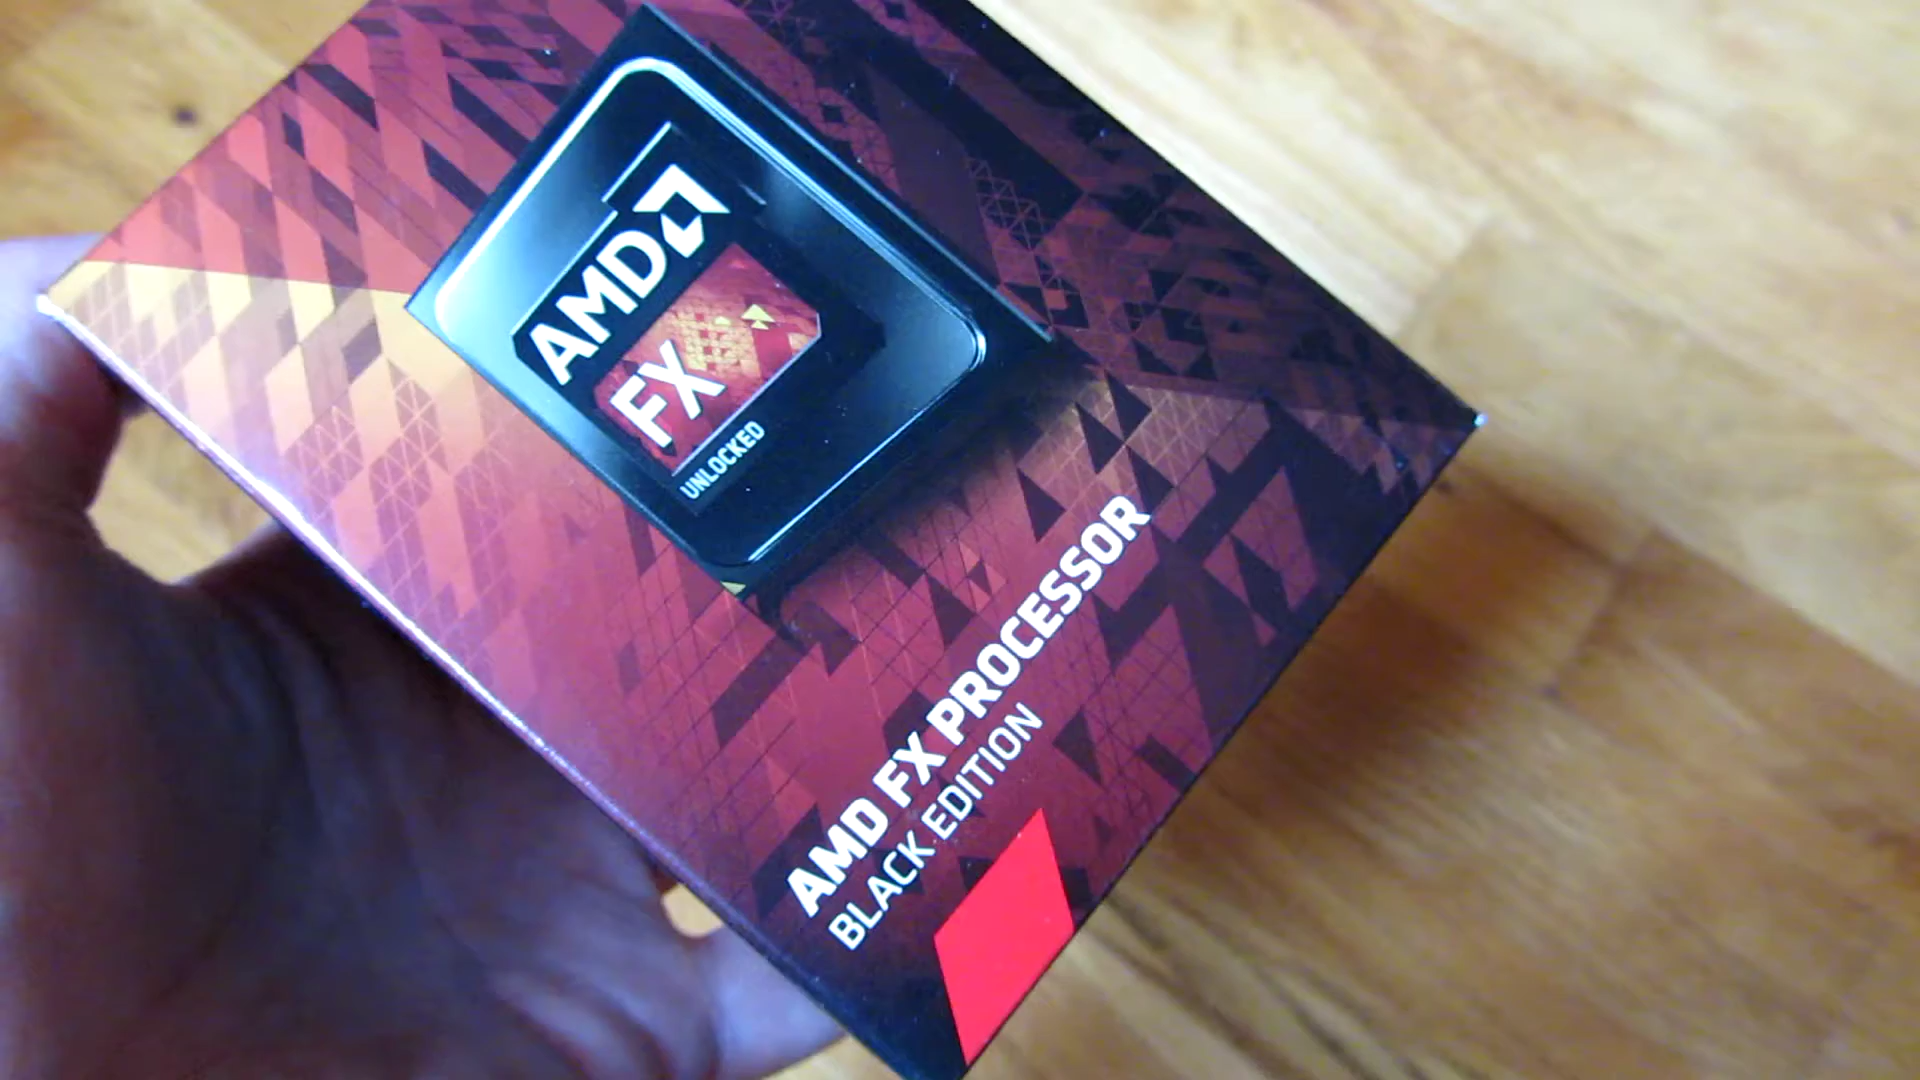 AMD
FX
UNLOCKED
AMD FX PROCESSOR
BLACK EDITION